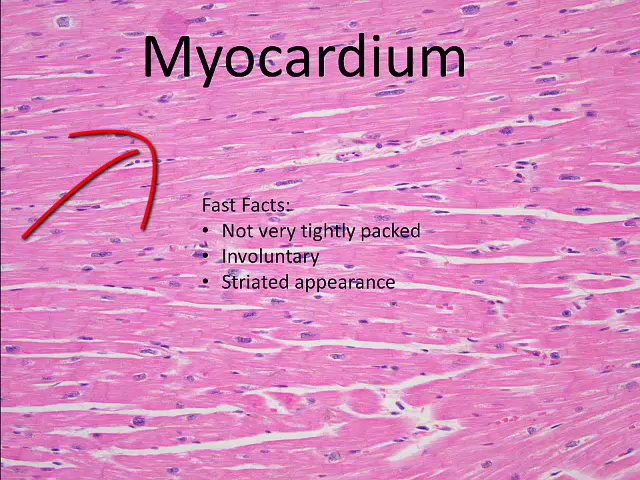 Myocardium
Fast Facts:
• Not very tightly packed
• Involuntary
• Striated appearance